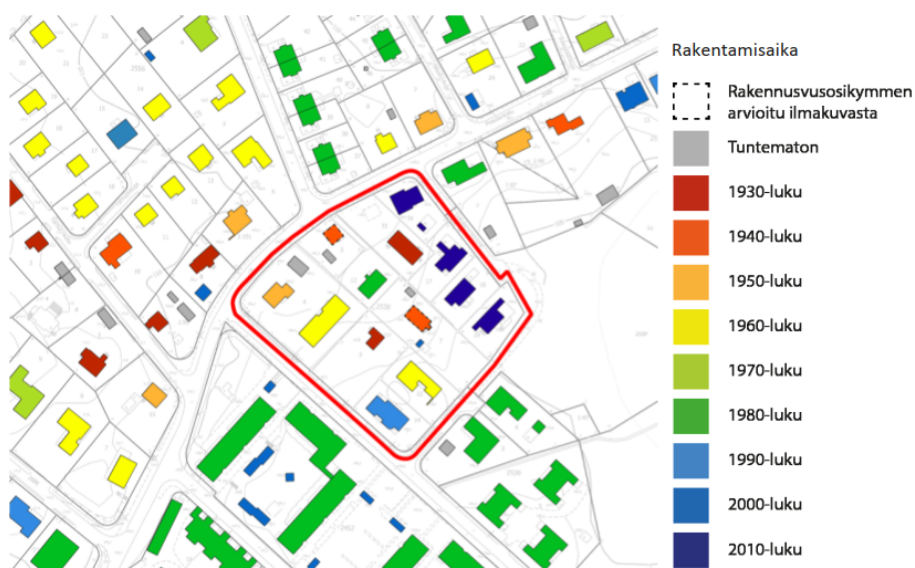 Rakentamisaika
Rakennusvusosikymmen
arvioitu ilmakuvasta
Tuntematon
1930-luku
1940-luku
1950-luku
1960-luku
1970-luku
1980-luku
1990-luku
2000-luku
2010-luku